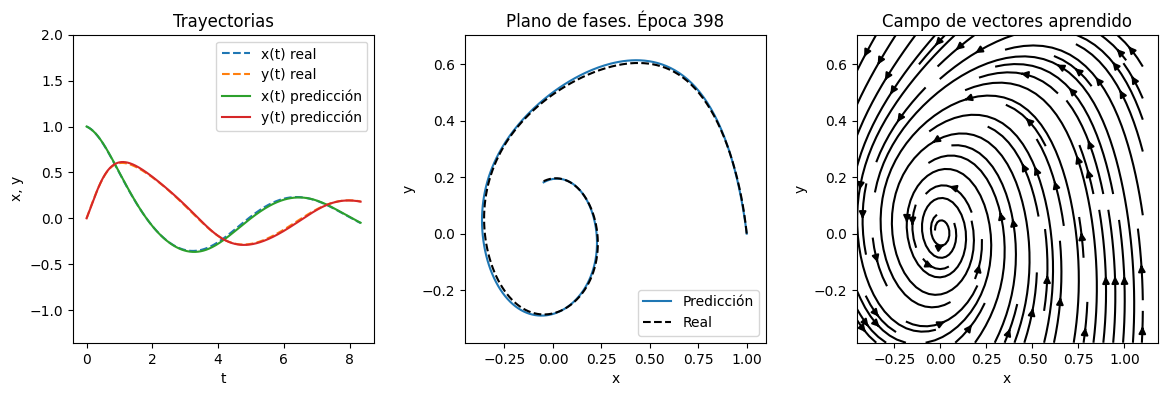 Trayectorias
2.0
1.5
1.0
0.5
0.0
−0.5
−1.0
x, y
0
2
4
6
8
t
x(t) real
y(t) real
x(t) predicción
y(t) predicción
Plano de fases. Época 398
0.6
0.4
0.2
0.0
−0.2
y
−0.25
0.00
0.25
0.50
0.75
1.00
x
Predicción
Real
Campo de vectores aprendido
0.6
0.4
0.2
0.0
−0.2
y
−0.25
0.00
0.25
0.50
0.75
1.00
x